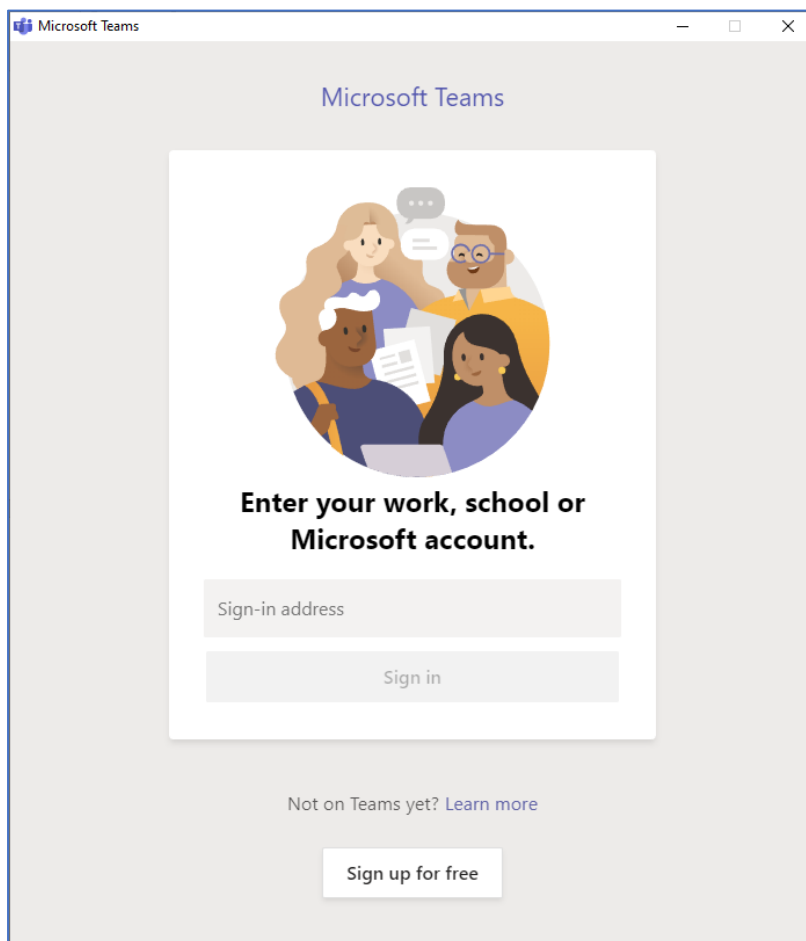 Microsoft Teams
Microsoft Teams
Enter your work, school or
Microsoft account.
Sign-in address
Sign in
Not on Teams yet? Learn more
Sign up for free